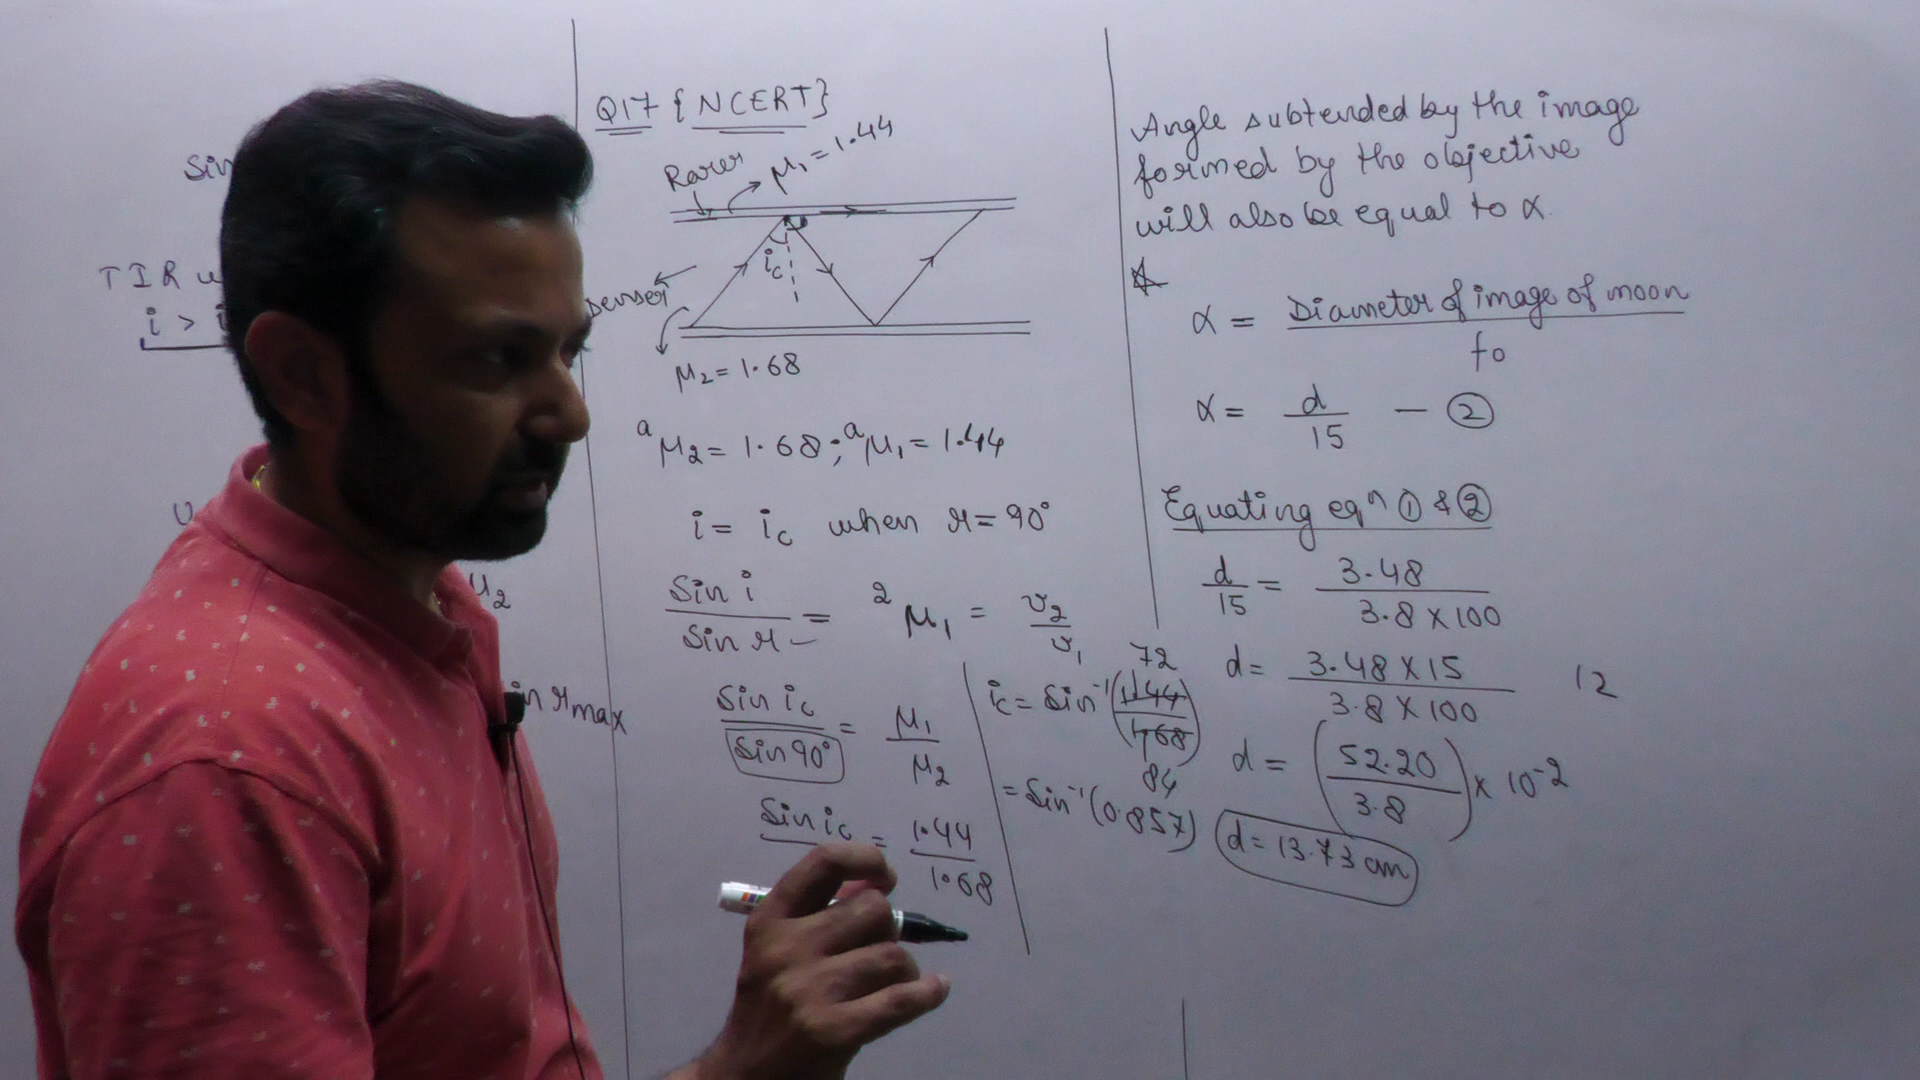 Sin
TIR
i >
U
μ2
in rmax
Q17 {NCERT}
Rarer
μ1 = 1.44
ic
denser
μ2 = 1.68
aμ2 = 1.68 ; aμ1 = 1.44
i = ic when r = 90°
Sin i / Sin r = 2μ1 = v2 / v1
Sin ic / Sin 90° = μ1 / μ2
Sin ic = 1.44 / 1.68
72
ic = Sin⁻¹ (1.44 / 1.68)
84
= Sin⁻¹ (0.857)
Angle subtended by the image
formed by the objective
will also be equal to α.
α = Diameter of image of moon / fo
α = d / 15 — ②
Equating eqn ① & ②
d / 15 = 3.48 / 3.8 × 100
d = 3.48 × 15 / 3.8 × 100
12
d = (52.20 / 3.8) × 10⁻²
d = 13.73 cm